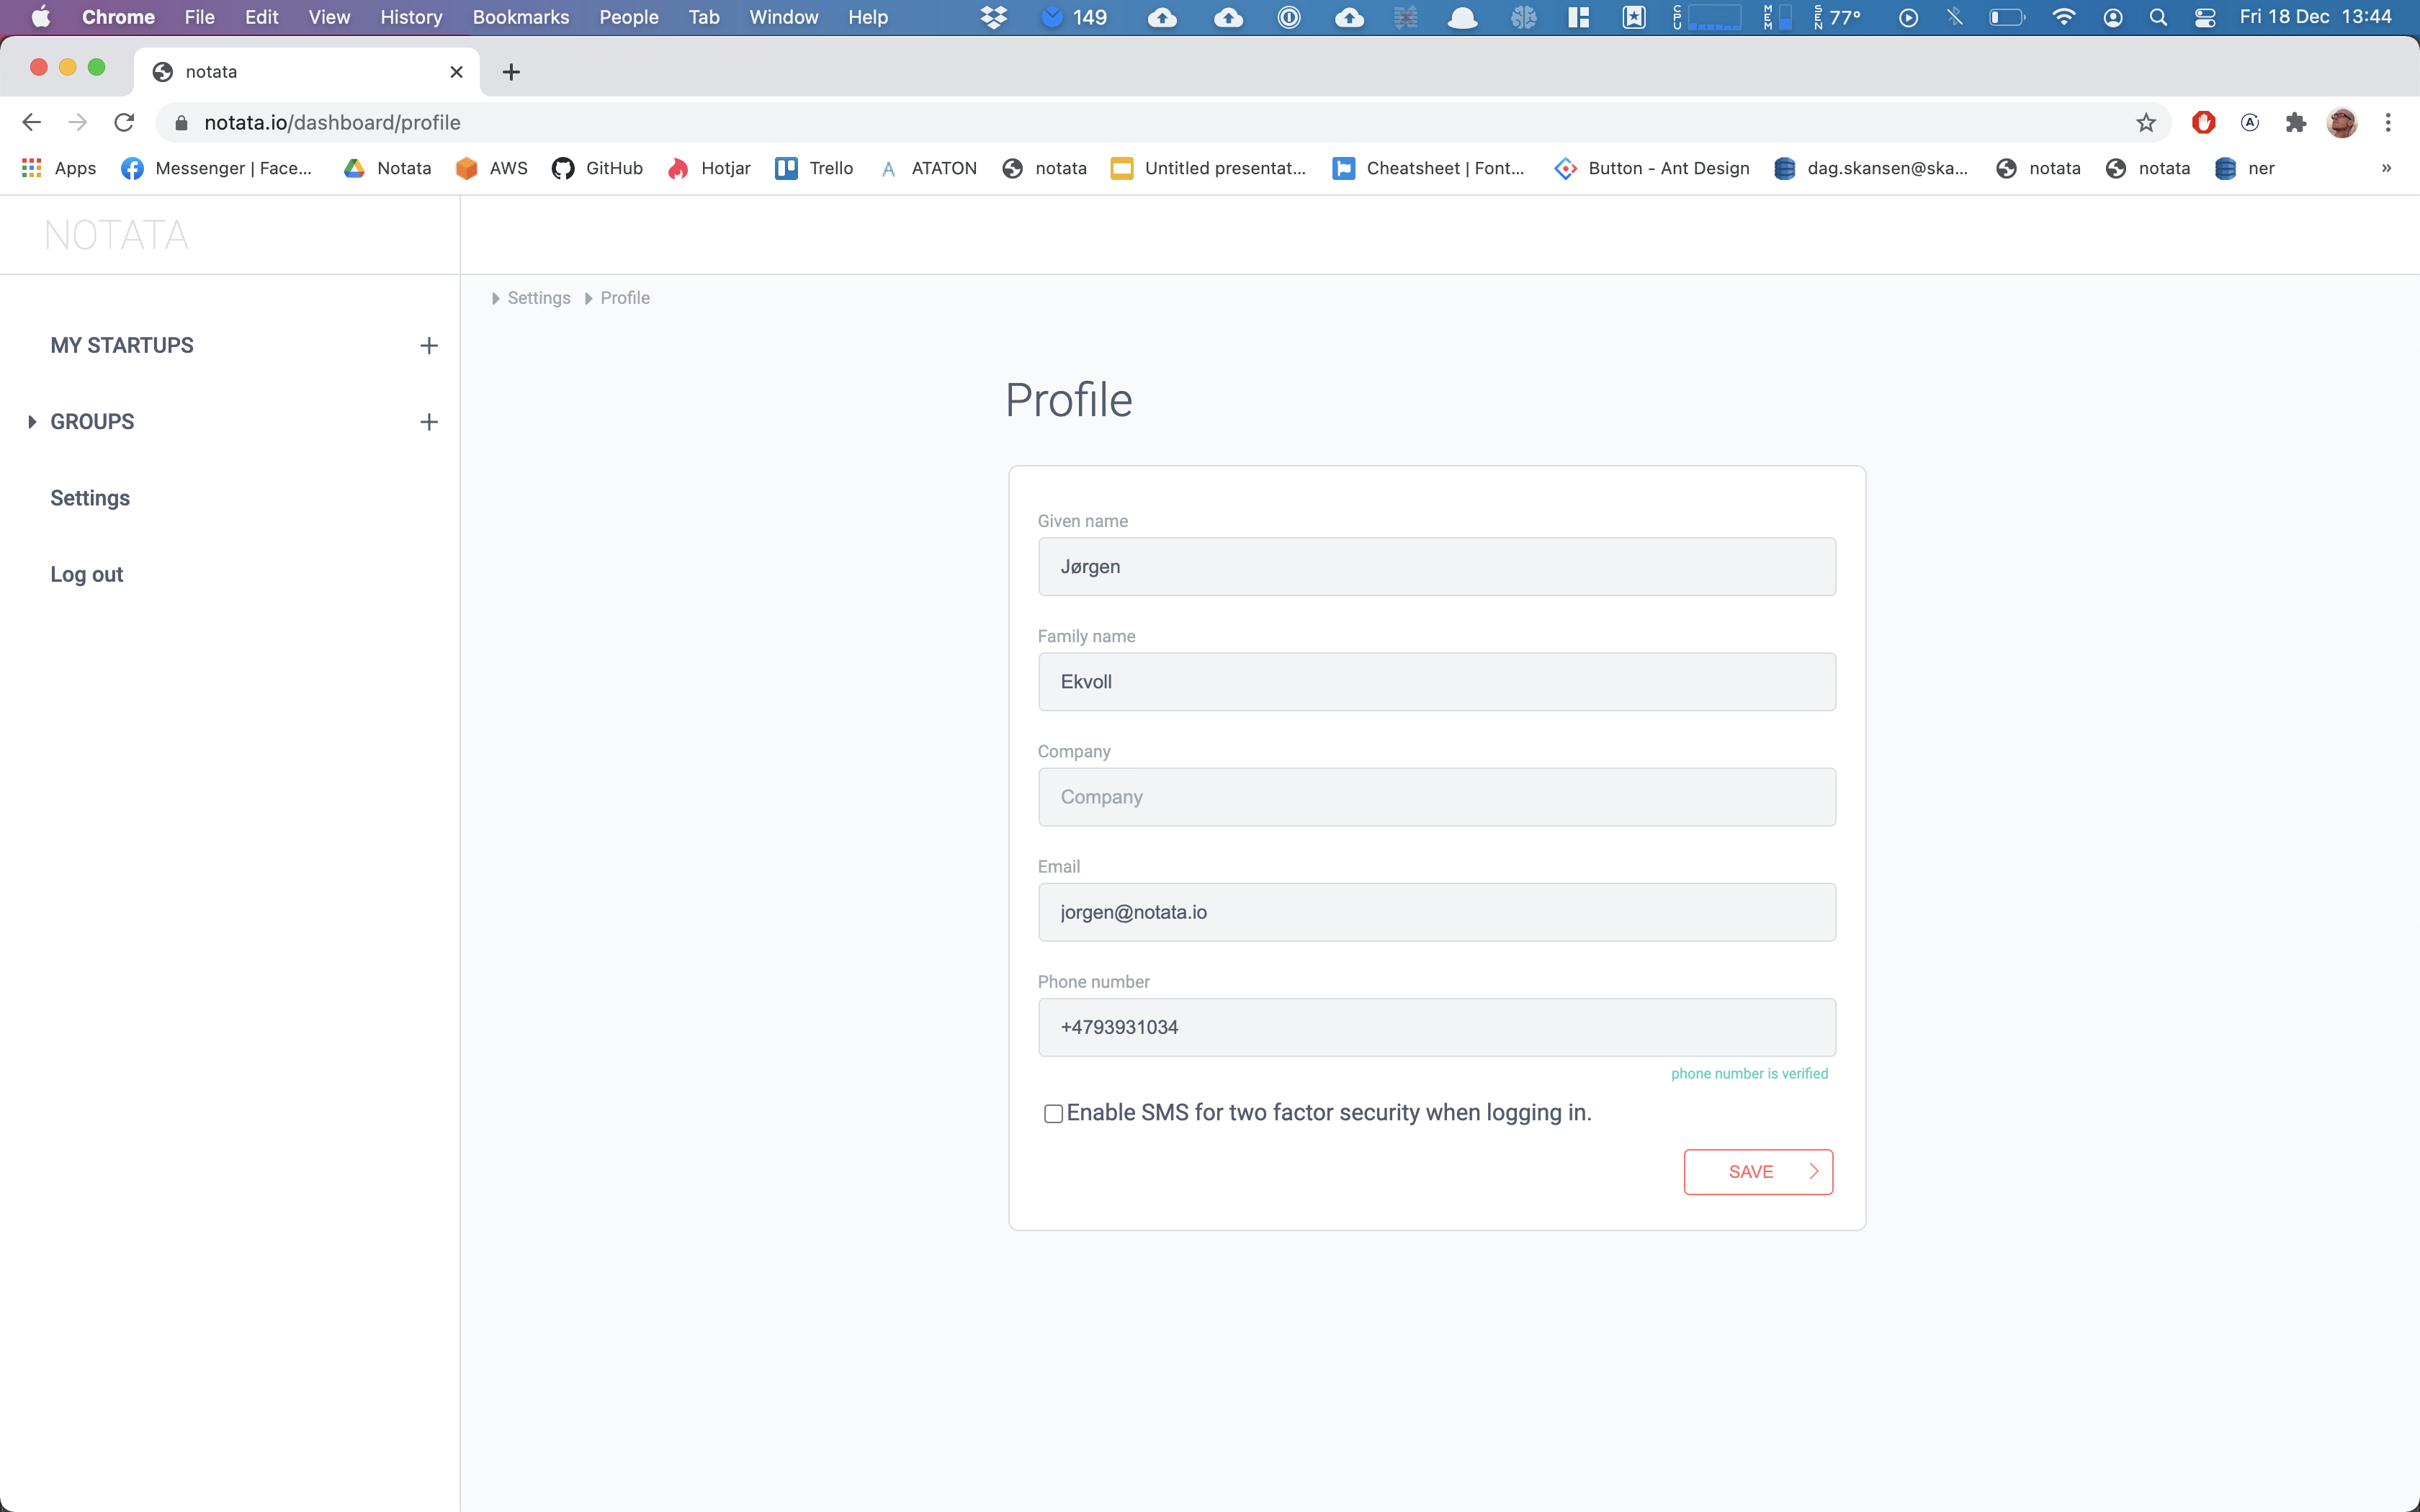 Chrome File Edit View History Bookmarks People Tab Window Help 149 CPU MEM SEN 77° Fri 18 Dec 13:44
notata
notata.io/dashboard/profile
Apps Messenger | Face... Notata AWS GitHub Hotjar Trello ATATON notata Untitled presentat... Cheatsheet | Font... Button - Ant Design dag.skansen@ska... notata notata ner »
NOTATA
Settings Profile
MY STARTUPS
GROUPS
Settings
Log out
Profile
Given name
Jørgen
Family name
Ekvoll
Company
Company
Email
jorgen@notata.io
Phone number
+4793931034
phone number is verified
Enable SMS for two factor security when logging in.
SAVE